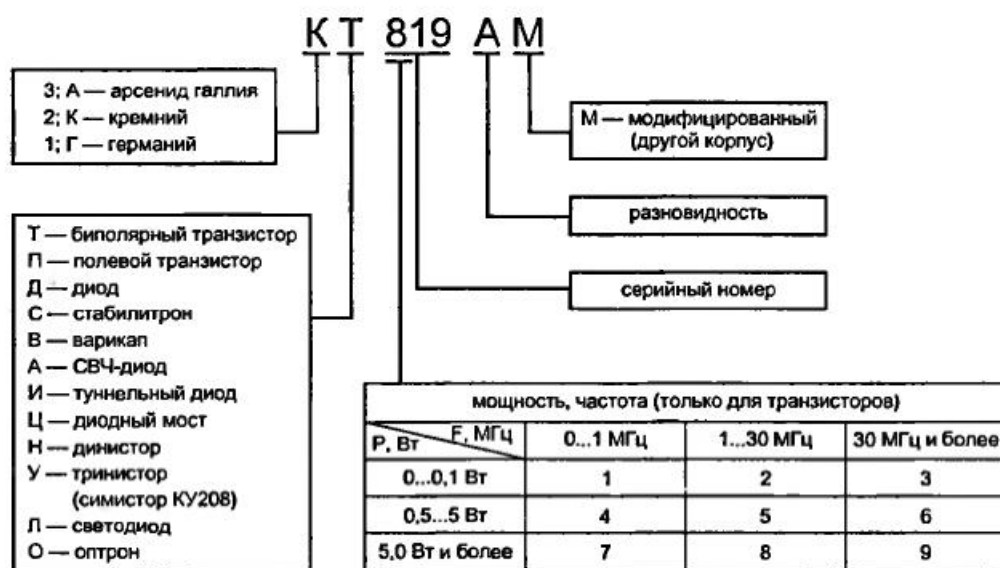 К Т 819 А М
3; А — арсенид галлия
2; К — кремний
1; Г — германий
М — модифицированный
(другой корпус)
разновидность
серийный номер
Т — биполярный транзистор
П — полевой транзистор
Д — диод
С — стабилитрон
В — варикап
А — СВЧ-диод
И — туннельный диод
Ц — диодный мост
Н — динистор
У — тринистор
(симистор КУ208)
Л — светодиод
О — оптрон
мощность, частота (только для транзисторов)
Р, Вт F, МГц 0...1 МГц 1...30 МГц 30 МГц и более
0...0,1 Вт 1 2 3
0,5...5 Вт 4 5 6
5,0 Вт и более 7 8 9